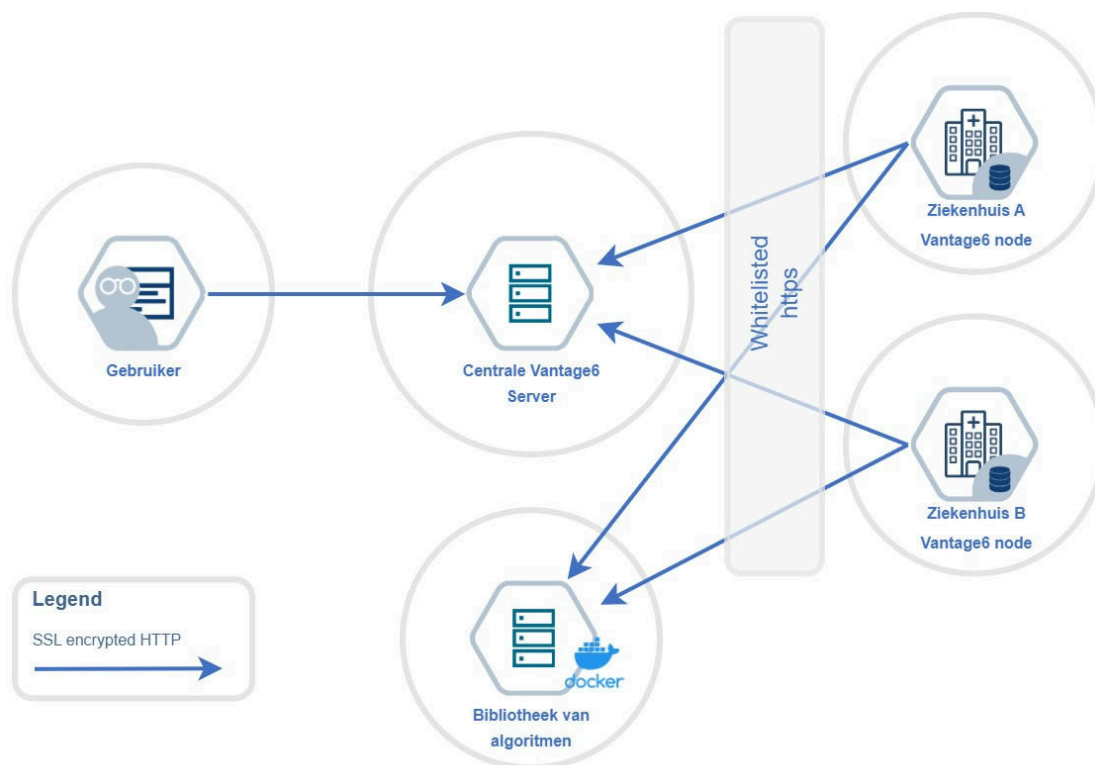 Gebruiker
Centrale Vantage6
Server
Whitelisted
https
Ziekenhuis A
Vantage6 node
Ziekenhuis B
Vantage6 node
Legend
SSL encrypted HTTP
docker
Bibliotheek van
algoritmen